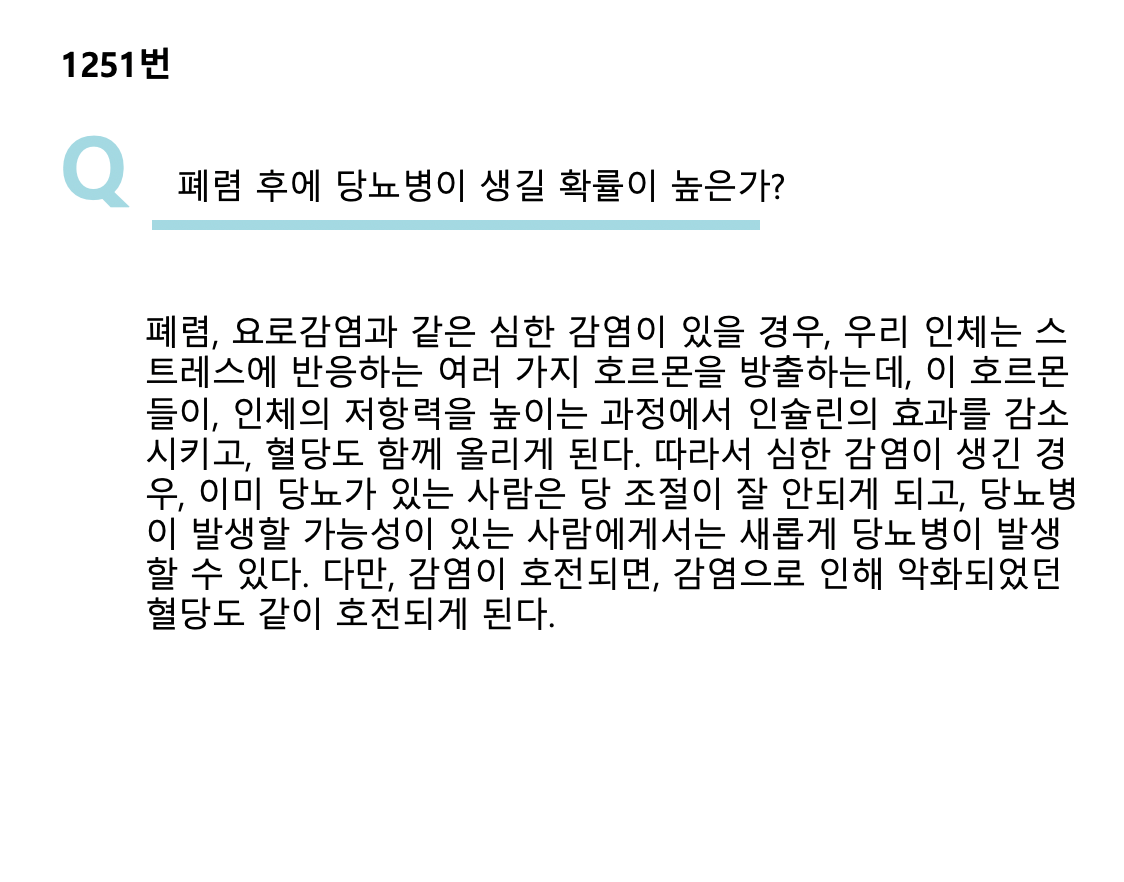 1251번
Q
폐렴 후에 당뇨병이 생길 확률이 높은가?
폐렴, 요로감염과 같은 심한 감염이 있을 경우, 우리 인체는 스
트레스에 반응하는 여러 가지 호르몬을 방출하는데, 이 호르몬
들이, 인체의 저항력을 높이는 과정에서 인슐린의 효과를 감소
시키고, 혈당도 함께 올리게 된다. 따라서 심한 감염이 생긴 경
우, 이미 당뇨가 있는 사람은 당 조절이 잘 안되게 되고, 당뇨병
이 발생할 가능성이 있는 사람에게서는 새롭게 당뇨병이 발생
할 수 있다. 다만, 감염이 호전되면, 감염으로 인해 악화되었던
혈당도 같이 호전되게 된다.